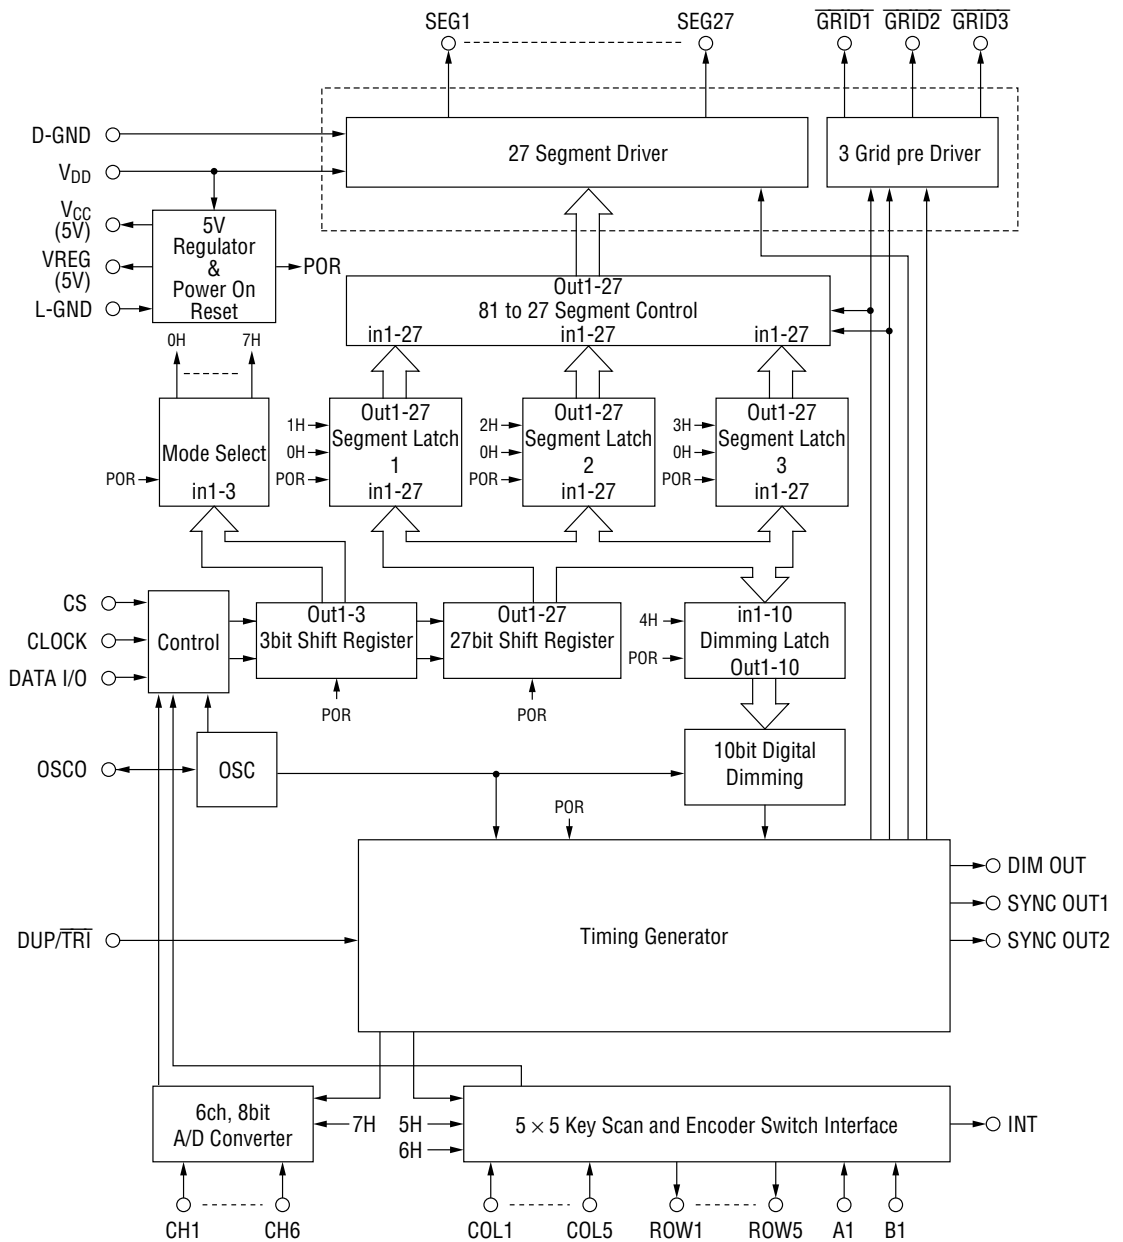 SEG1 SEG27 GRID1 GRID2 GRID3
D-GND
27 Segment Driver
3 Grid pre Driver
VDD
VCC
(5V)
VREG
(5V)
L-GND
5V
Regulator
&
Power On
Reset
POR
Out1-27
81 to 27 Segment Control
in1-27 in1-27 in1-27
0H 7H
Mode Select
in1-3
POR
1H
0H
POR
Out1-27
Segment Latch
1
in1-27
2H
0H
POR
Out1-27
Segment Latch
2
in1-27
3H
0H
POR
Out1-27
Segment Latch
3
in1-27
CS
CLOCK
DATA I/O
Control
Out1-3
3bit Shift Register
POR
Out1-27
27bit Shift Register
POR
4H
POR
in1-10
Dimming Latch
Out1-10
OSCO
OSC
10bit Digital
Dimming
POR
DUP/TRI
Timing Generator
DIM OUT
SYNC OUT1
SYNC OUT2
6ch, 8bit
A/D Converter
7H
5H
6H
5 × 5 Key Scan and Encoder Switch Interface
INT
CH1 CH6 COL1 COL5 ROW1 ROW5 A1 B1